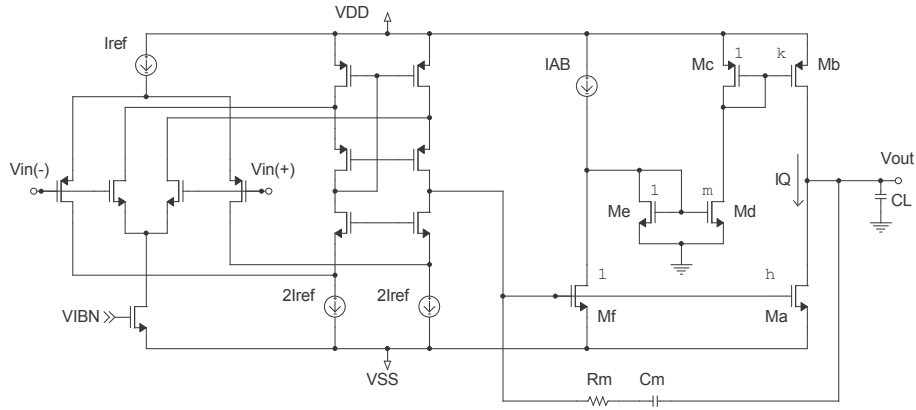 VDD
Iref
IAB
1
k
Mc
Mb
Vin(-)
Vin(+)
Vout
IQ
CL
1
m
Me
Md
1
h
2Iref
2Iref
VIBN
Mf
Ma
VSS
Rm
Cm